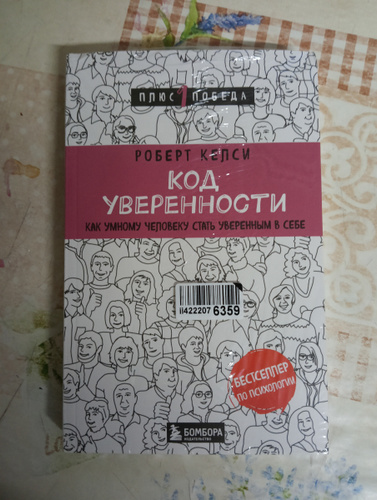 ПЛЮС 1 ПОБЕДА
РОБЕРТ КЕЛСИ
КОД
УВЕРЕННОСТИ
КАК УМНОМУ ЧЕЛОВЕКУ СТАТЬ УВЕРЕННЫМ В СЕБЕ
ii422207 6359
БЕСТСЕЛЛЕР
ПО ПСИХОЛОГИИ
БОМБОРА
ИЗДАТЕЛЬСТВО